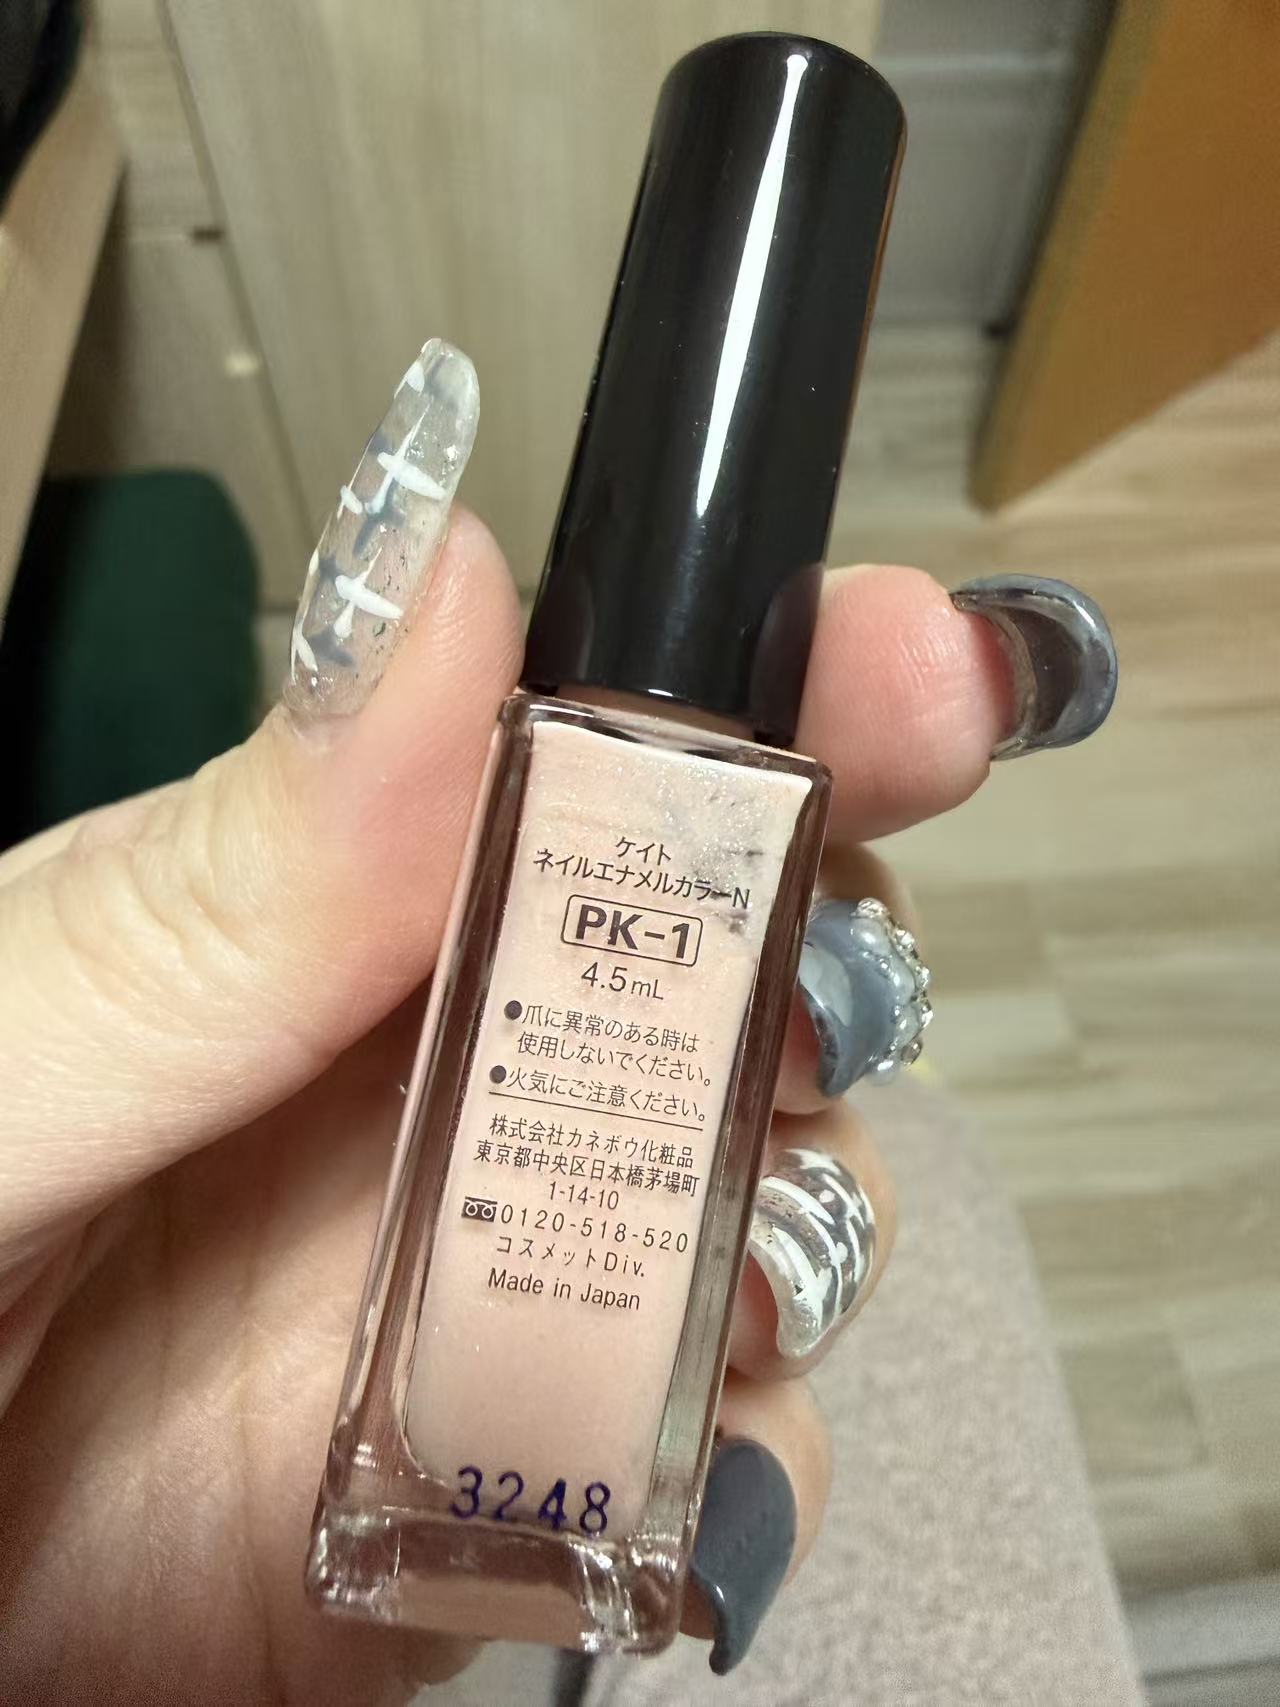 ケイト
ネイルエナメルカラーN
PK-1
4.5mL
●爪に異常のある時は
使用しないでください。
●火気にご注意ください。
株式会社カネボウ化粧品
東京都中央区日本橋茅場町
1-14-10
0120-518-520
コスメットDiv.
Made in Japan
3248